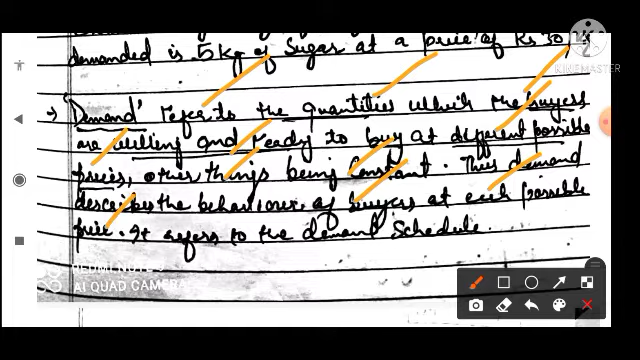 demanded is 5 kg of Sugar at a price of Rs 30,
KINEMASTER
→ 'Demand' refers to the quantities which the buyers
are willing and ready to buy at different possible
prices, other things being Constant. Thus demand
describes the behaviour of buyers at each possible
price. It refers to the demand Schedule.
REDMI NOTE 9
AI QUAD CAMERA